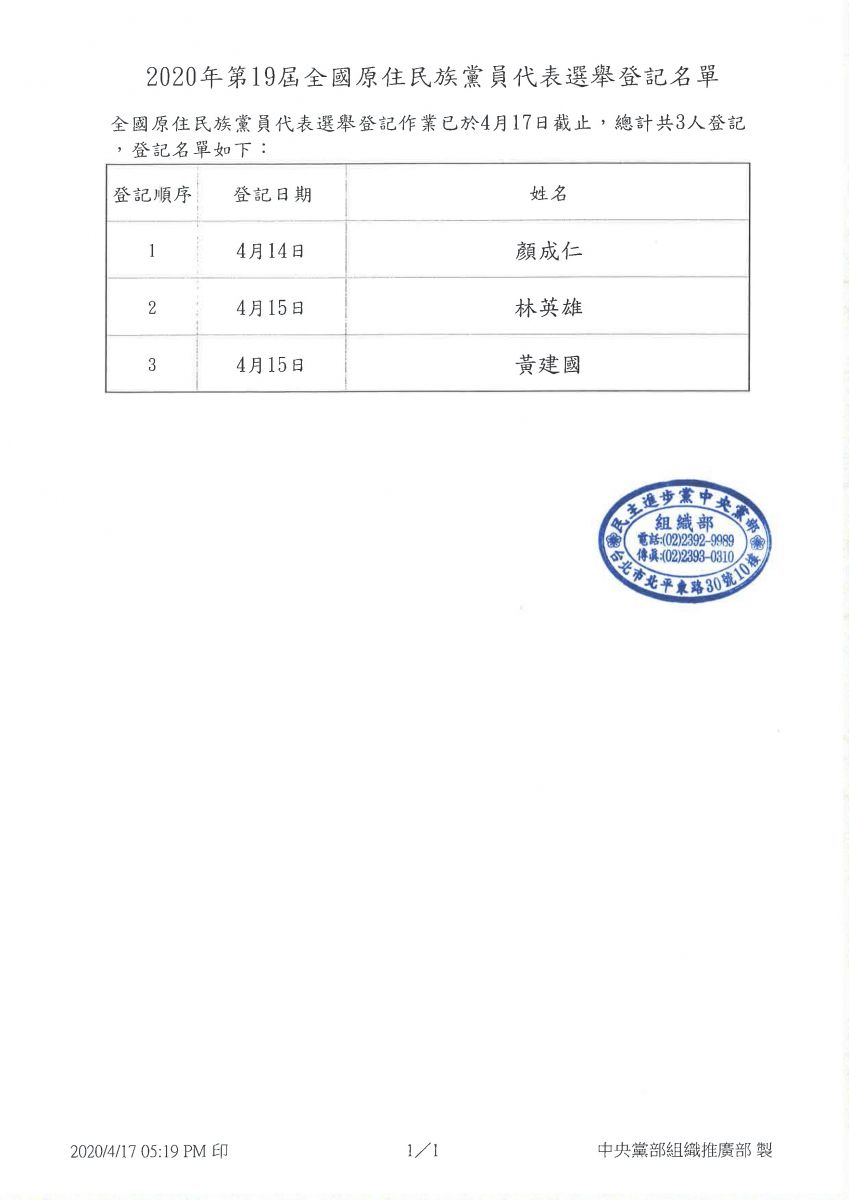 2020年第19屆全國原住民族黨員代表選舉登記名單
全國原住民族黨員代表選舉登記作業已於4月17日截止，總計共3人登記
，登記名單如下：
登記順序 登記日期 姓名
1 4月14日 顏成仁
2 4月15日 林英雄
3 4月15日 黃建國
民主進步黨中央黨部
組織部
電話:(02)2392-9989
傳真:(02)2393-0310
台北市北平東路30號10樓
2020/4/17 05:19 PM 印 1／1 中央黨部組織推廣部 製